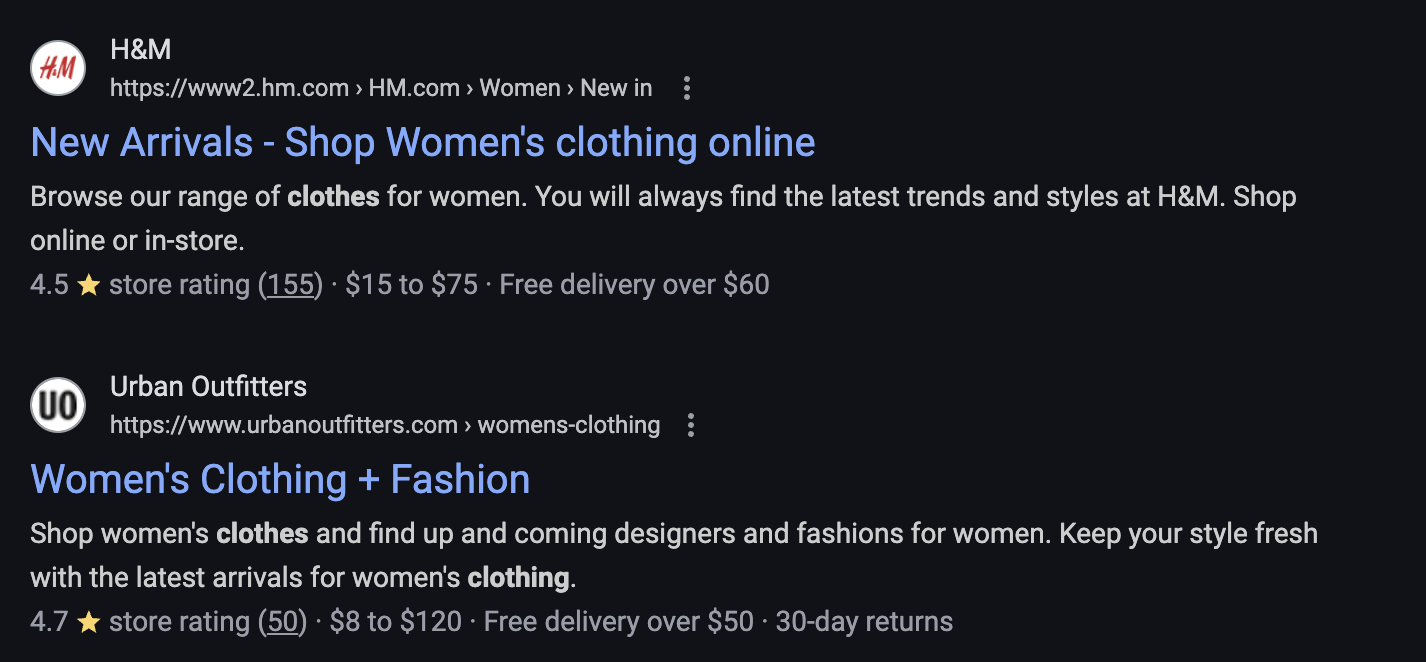 H&M
H&M
https://www2.hm.com › HM.com › Women › New in
New Arrivals - Shop Women's clothing online
Browse our range of clothes for women. You will always find the latest trends and styles at H&M. Shop
online or in-store.
4.5 ★ store rating (155) · $15 to $75 · Free delivery over $60
UO
Urban Outfitters
https://www.urbanoutfitters.com › womens-clothing
Women's Clothing + Fashion
Shop women's clothes and find up and coming designers and fashions for women. Keep your style fresh
with the latest arrivals for women's clothing.
4.7 ★ store rating (50) · $8 to $120 · Free delivery over $50 · 30-day returns